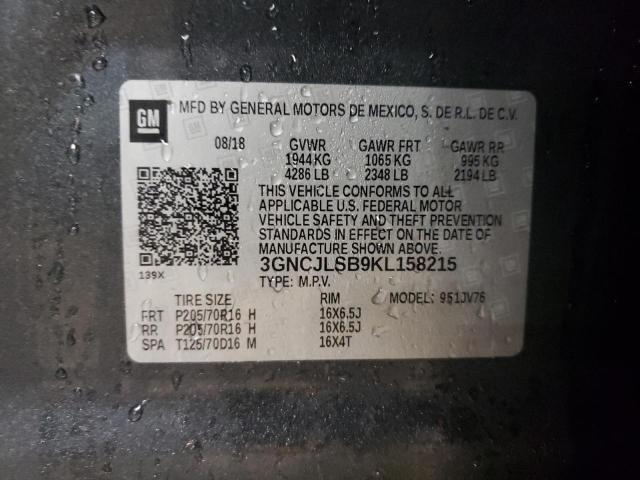 GM MFD BY GENERAL MOTORS DE MEXICO, S. DE R.L. DE C.V.
08/18 GVWR GAWR FRT GAWR RR
1944 KG 1065 KG 995 KG
4286 LB 2348 LB 2194 LB
THIS VEHICLE CONFORMS TO ALL
APPLICABLE U.S. FEDERAL MOTOR
VEHICLE SAFETY AND THEFT PREVENTION
STANDARDS IN EFFECT ON THE DATE OF
MANUFACTURE SHOWN ABOVE.
139X 3GNCJLSB9KL158215
TYPE: M.P.V. MODEL: 951JV76
TIRE SIZE RIM
FRT P205/70R16 H 16X6.5J
RR P205/70R16 H 16X6.5J
SPA T125/70D16 M 16X4T